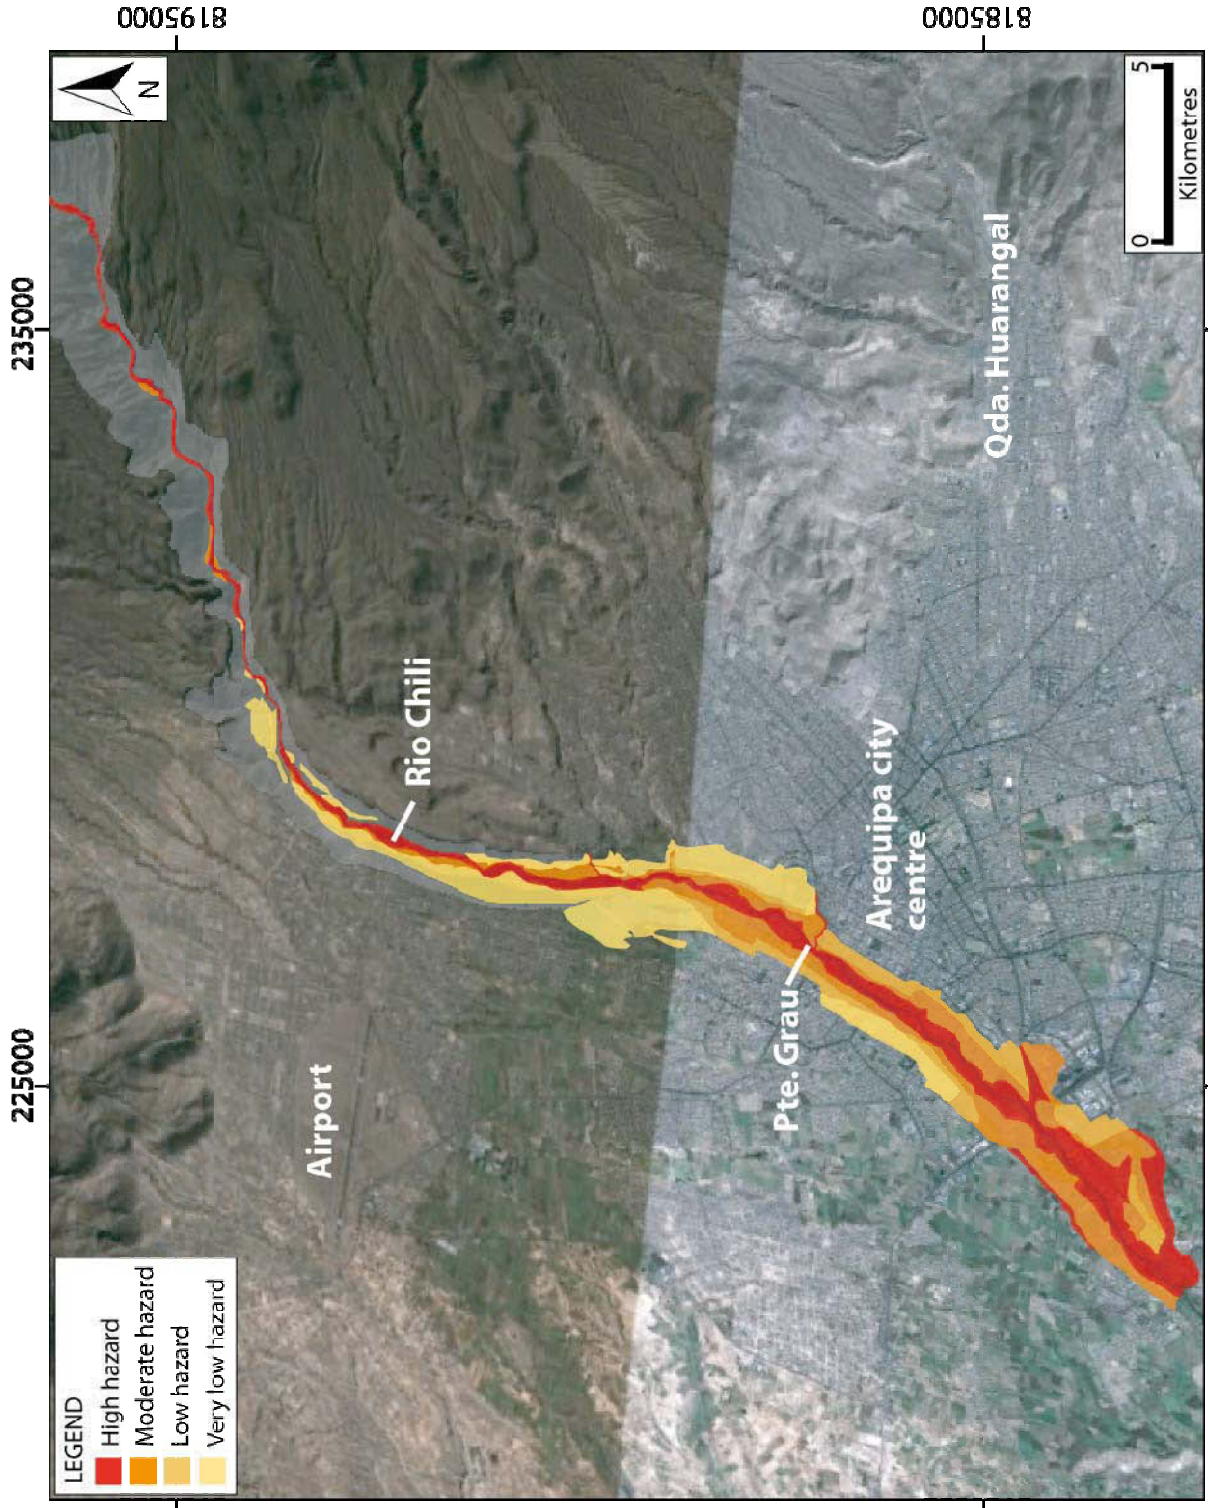 8195000
8185000
235000
225000
N
5
0
Kilometres
Qda. Huarangal
Rio Chili
Arequipa city
centre
Pte. Grau
Airport
LEGEND
High hazard
Moderate hazard
Low hazard
Very low hazard